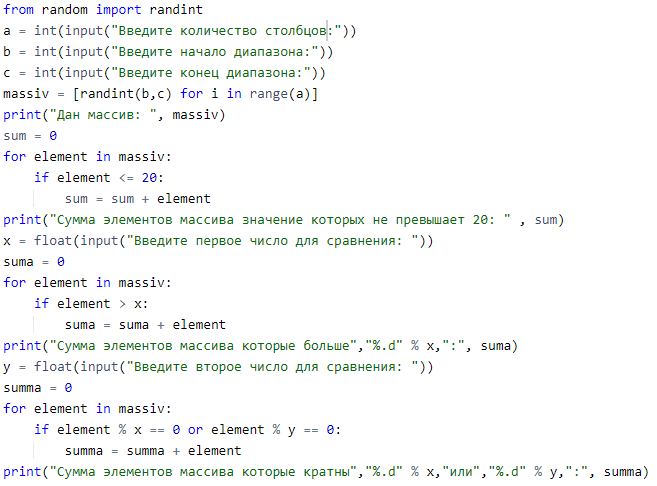 from random import randint
a = int(input("Введите количество столбцов:"))
b = int(input("Введите начало диапазона:"))
c = int(input("Введите конец диапазона:"))
massiv = [randint(b,c) for i in range(a)]
print("Дан массив: ", massiv)
sum = 0
for element in massiv:
    if element <= 20:
        sum = sum + element
print("Сумма элементов массива значение которых не превышает 20: " , sum)
x = float(input("Введите первое число для сравнения: "))
suma = 0
for element in massiv:
    if element > x:
        suma = suma + element
print("Сумма элементов массива которые больше","%.d" % x,":", suma)
y = float(input("Введите второе число для сравнения: "))
summa = 0
for element in massiv:
    if element % x == 0 or element % y == 0:
        summa = summa + element
print("Сумма элементов массива которые кратны","%.d" % x,"или","%.d" % y,":", summa)